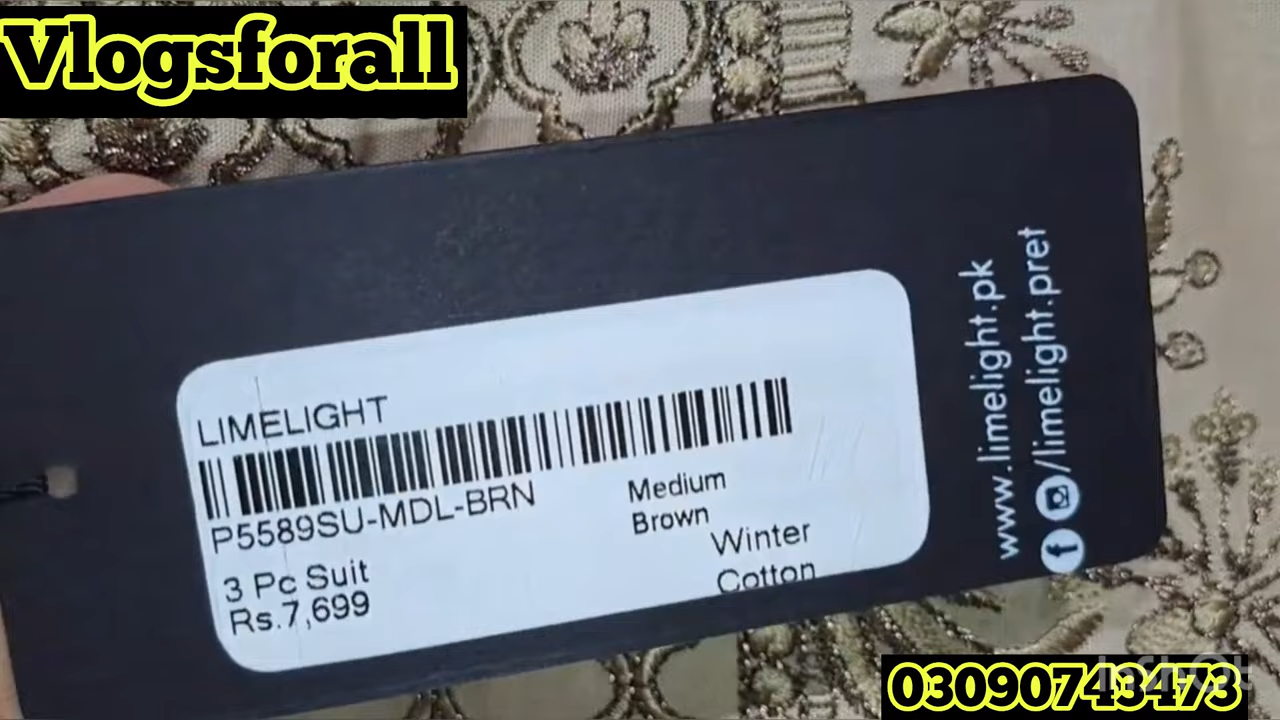 Vlogsforall
LIMELIGHT
P5589SU-MDL-BRN
Medium
Brown
Winter
Cotton
3 Pc Suit
Rs.7,699
www.limelight.pk
/limelight.pret
03090743473